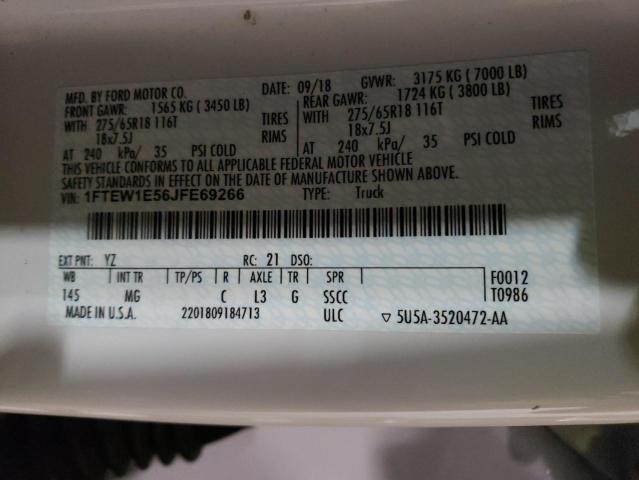 MFD. BY FORD MOTOR CO. DATE: 09/18 GVWR: 3175 KG ( 7000 LB)
FRONT GAWR: 1565 KG ( 3450 LB) REAR GAWR: 1724 KG ( 3800 LB)
WITH 275/65R18 116T TIRES WITH 275/65R18 116T TIRES
18x7.5J RIMS 18x7.5J RIMS
AT 240 kPa/ 35 PSI COLD AT 240 kPa/ 35 PSI COLD
THIS VEHICLE CONFORMS TO ALL APPLICABLE FEDERAL MOTOR VEHICLE
SAFETY STANDARDS IN EFFECT ON THE DATE OF MANUFACTURE SHOWN ABOVE.
VIN: 1FTEW1E56JFE69266 TYPE: Truck
EXT PNT: YZ RC: 21 DSO:
WB INT TR TP/PS R AXLE TR SPR F0012
145 MG C L3 G SSCC T0986
MADE IN U.S.A. 2201809184713 ULC ▽ 5U5A-3520472-AA